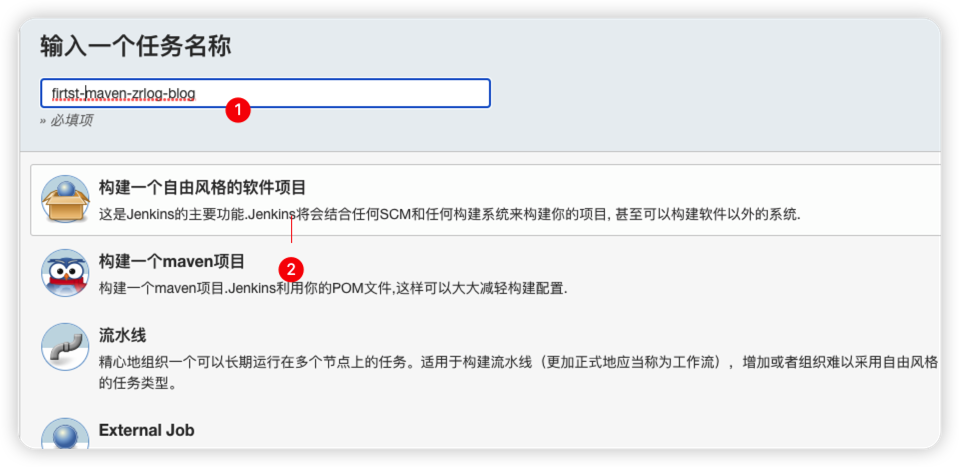 输入一个任务名称
firtst-maven-zrlog-blog
1
» 必填项
构建一个自由风格的软件项目
这是Jenkins的主要功能.Jenkins将会结合任何SCM和任何构建系统来构建你的项目, 甚至可以构建软件以外的系统.
构建一个maven项目
2
构建一个maven项目.Jenkins利用你的POM文件,这样可以大大减轻构建配置.
流水线
精心地组织一个可以长期运行在多个节点上的任务。适用于构建流水线（更加正式地应当称为工作流），增加或者组织难以采用自由风格
的任务类型。
External Job